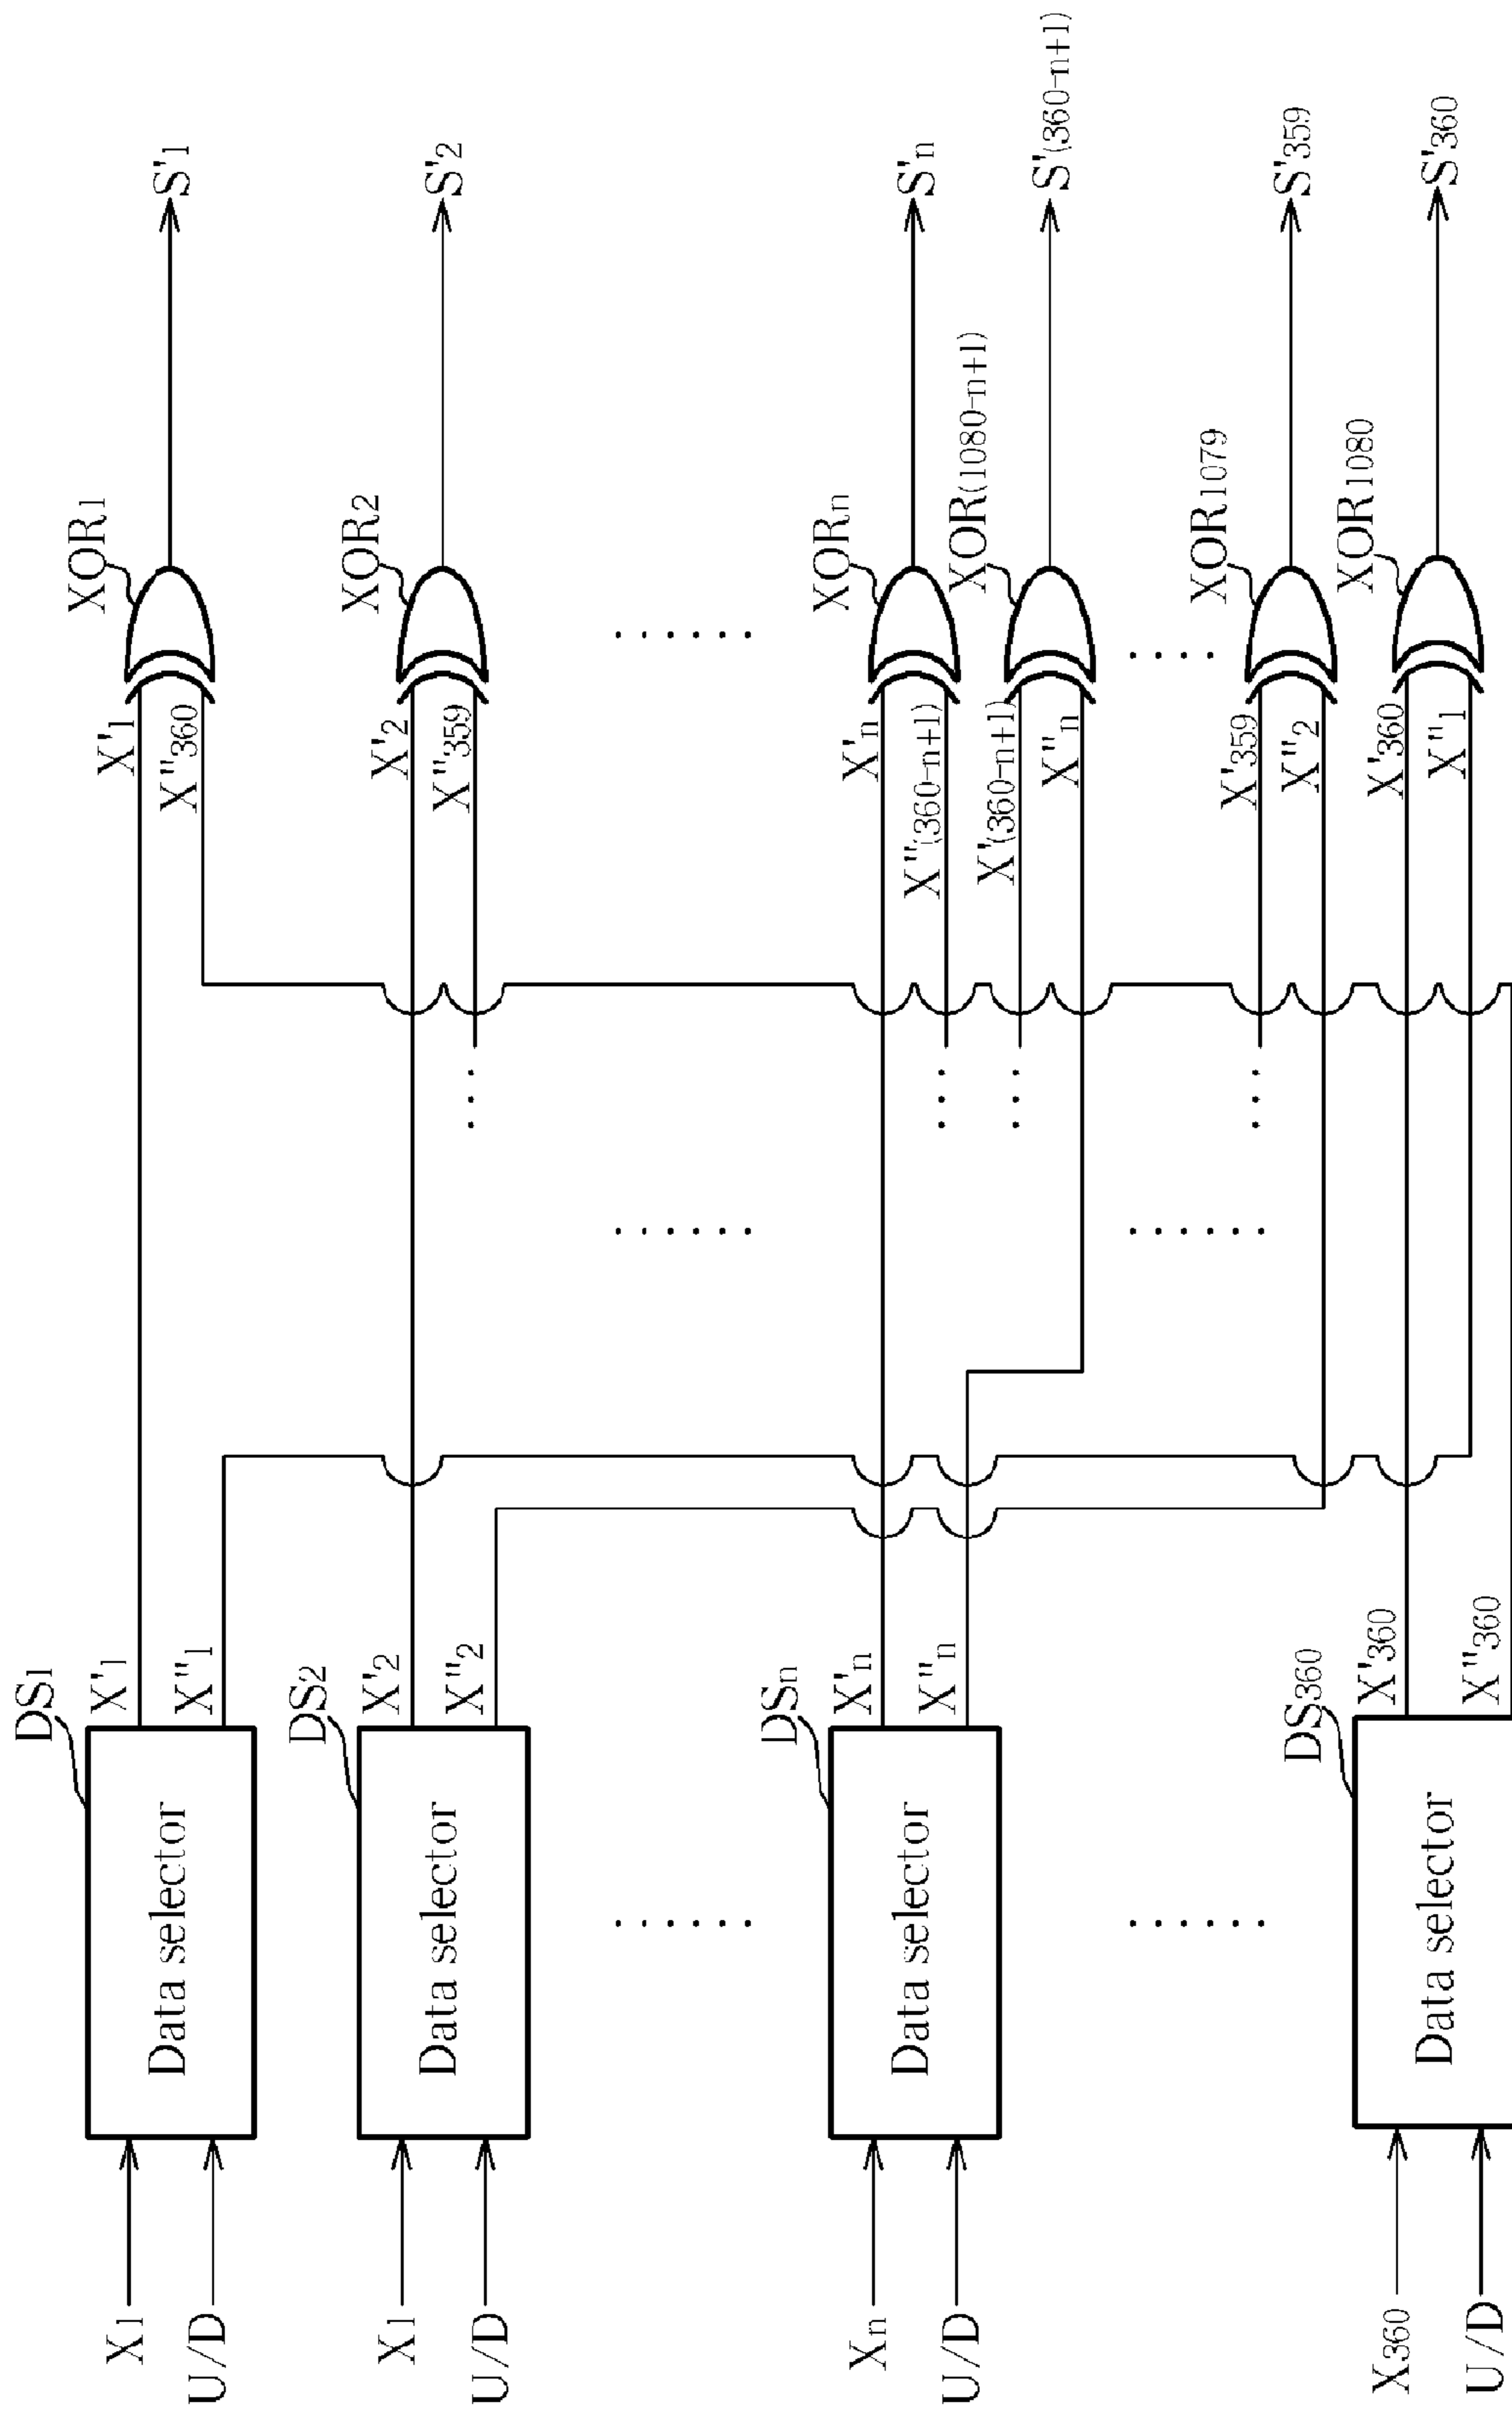 X1
U/D
Data selector
DS1
X'1
X"1
X'1
X"360
XOR1
S'1
X1
U/D
Data selector
DS2
X'2
X"2
X'2
X"359
XOR2
S'2
......
......
......
...
Xn
U/D
Data selector
DSn
X'n
X"n
X'n
X"(360-n+1)
XORn
S'n
...
X'(360-n+1)
X"n
XOR(1080-n+1)
S'(360-n+1)
...
......
......
....
X'359
X"2
XOR1079
S'359
...
X360
U/D
Data selector
DS360
X'360
X"360
X'360
X"1
XOR1080
S'360